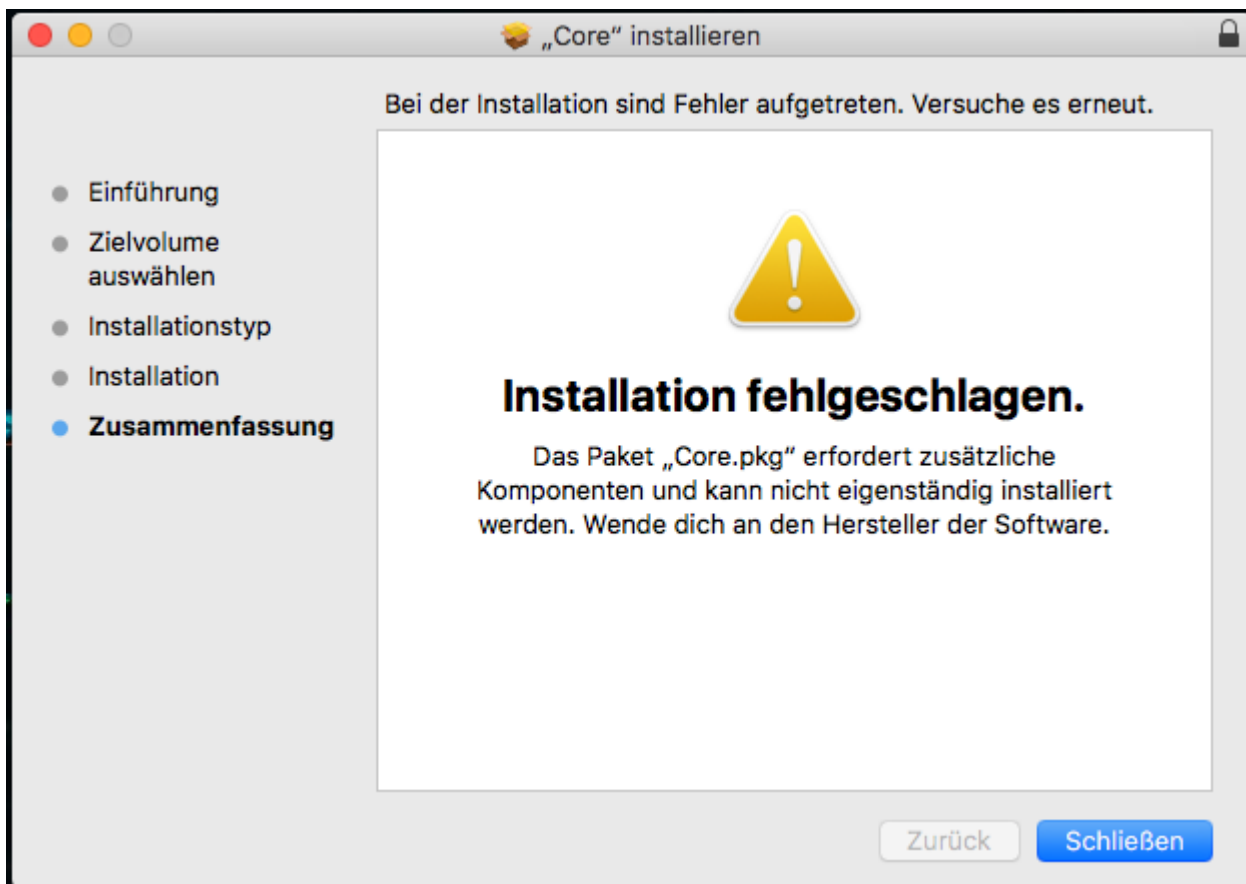 „Core“ installieren
Bei der Installation sind Fehler aufgetreten. Versuche es erneut.
Einführung
Zielvolume
auswählen
Installationstyp
Installation
Zusammenfassung
Installation fehlgeschlagen.
Das Paket „Core.pkg“ erfordert zusätzliche
Komponenten und kann nicht eigenständig installiert
werden. Wende dich an den Hersteller der Software.
Zurück
Schließen